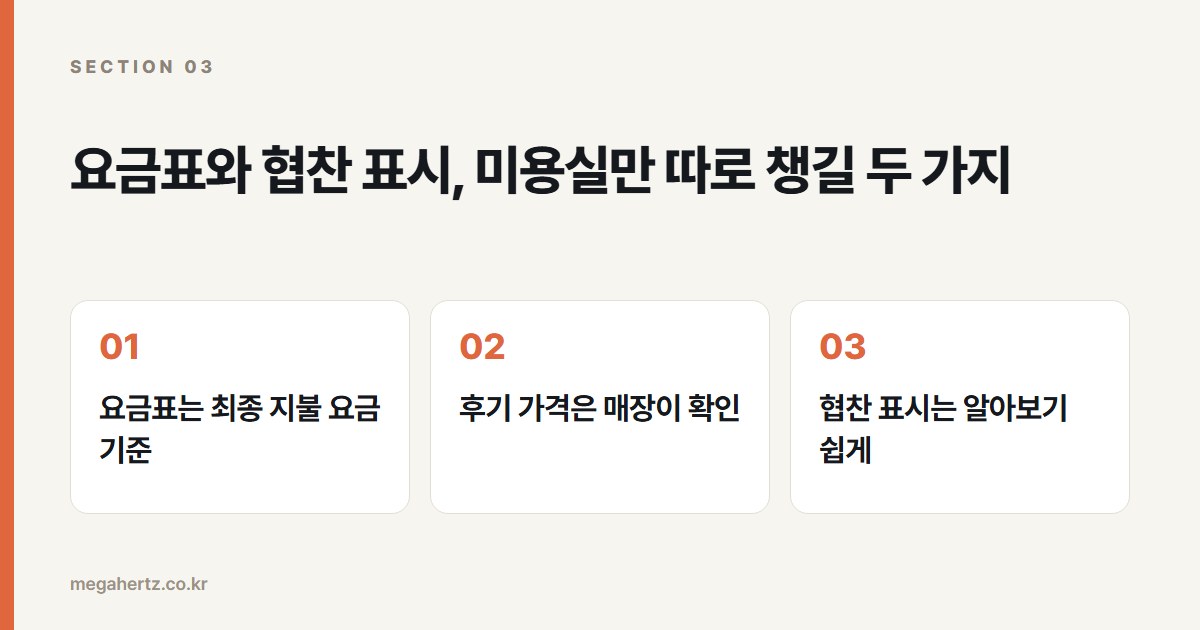 SECTION 03
요금표와 협찬 표시, 미용실만 따로 챙길 두 가지
01
요금표는 최종 지불 요금
기준
02
후기 가격은 매장이 확인
03
협찬 표시는 알아보기
쉽게
megahertz.co.kr